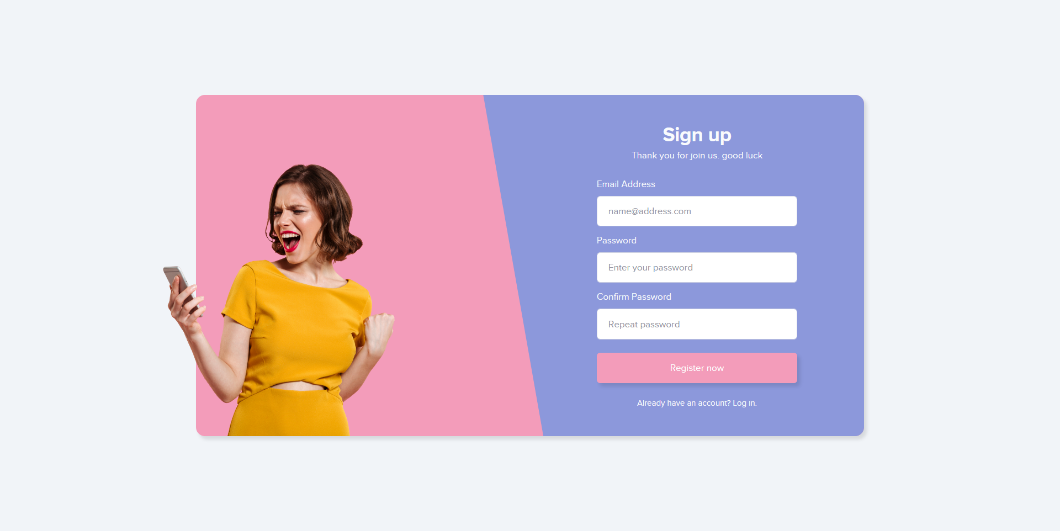 Sign up
Thank you for join us, good luck
Email Address
name@address.com
Password
Enter your password
Confirm Password
Repeat password
Register now
Already have an account? Log in.